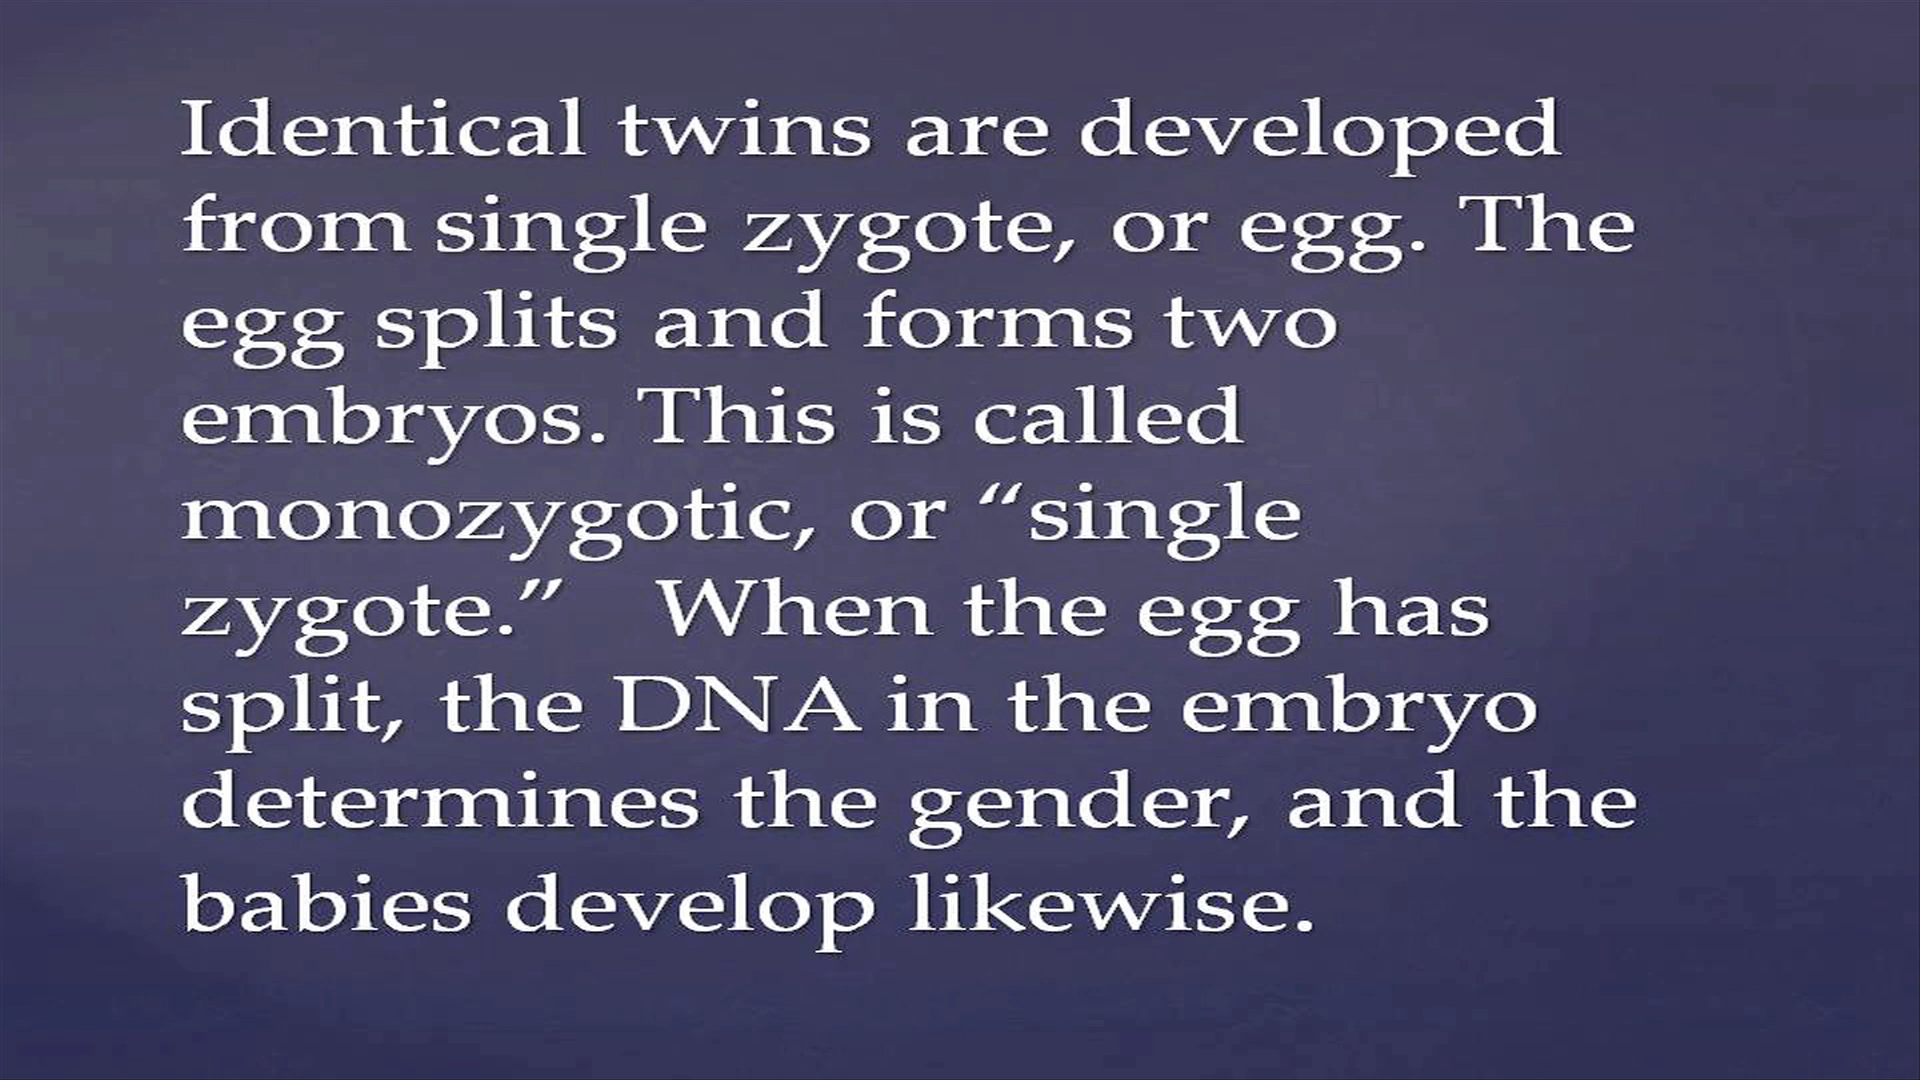 Identical twins are developed
from single zygote, or egg. The
egg splits and forms two
embryos. This is called
monozygotic, or “single
zygote.” When the egg has
split, the DNA in the embryo
determines the gender, and the
babies develop likewise.